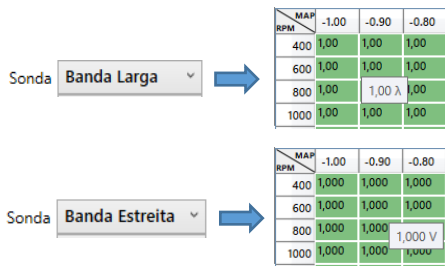 MAP
RPM -1.00 -0.90 -0.80
400 1,00 1,00 1,00
600 1,00 1,00 1,00
Sonda Banda Larga
800 1,00 1,00 λ 1,00
1000 1,00 1,00 1,00
MAP
RPM -1.00 -0.90 -0.80
400 1,000 1,000 1,000
600 1,000 1,000 1,000
Sonda Banda Estreita
800 1,000 1,000 1,000 V
1000 1,000 1,000 1,000